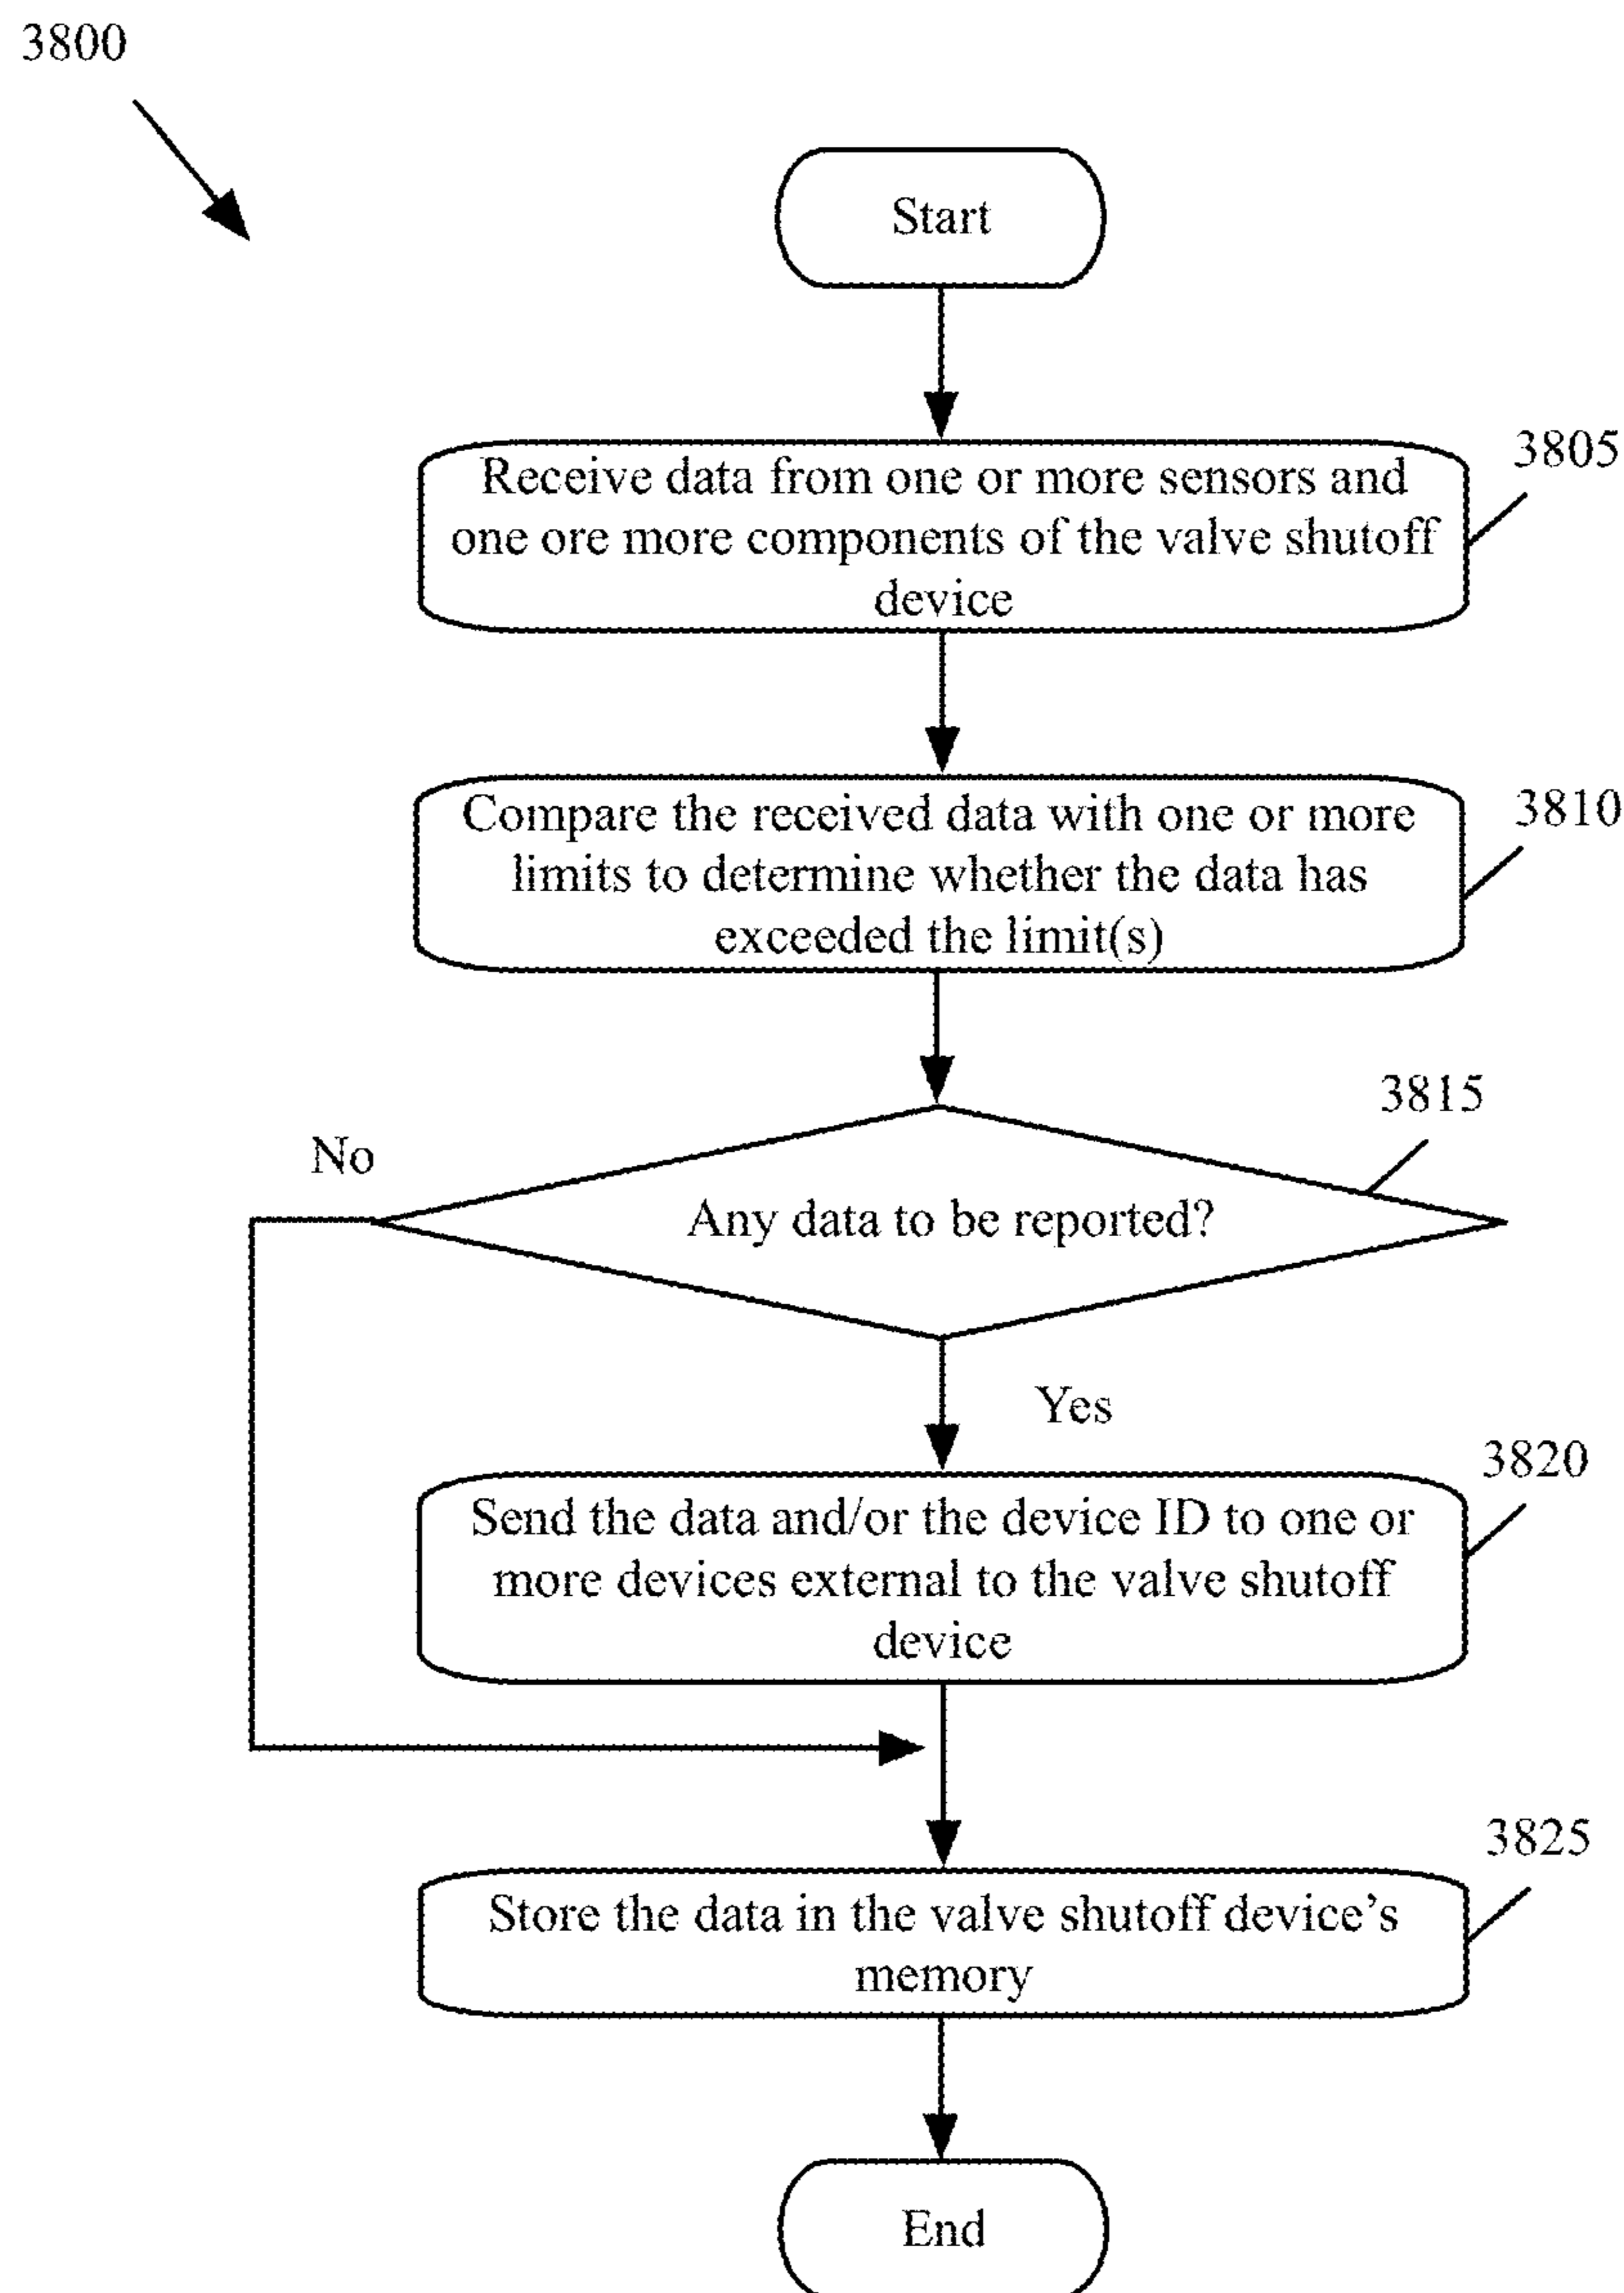 3800
Start
3805
Receive data from one or more sensors and
one ore more components of the valve shutoff
device
3810
Compare the received data with one or more
limits to determine whether the data has
exceeded the limit(s)
3815
No
Any data to be reported?
Yes
3820
Send the data and/or the device ID to one or
more devices external to the valve shutoff
device
3825
Store the data in the valve shutoff device’s
memory
End